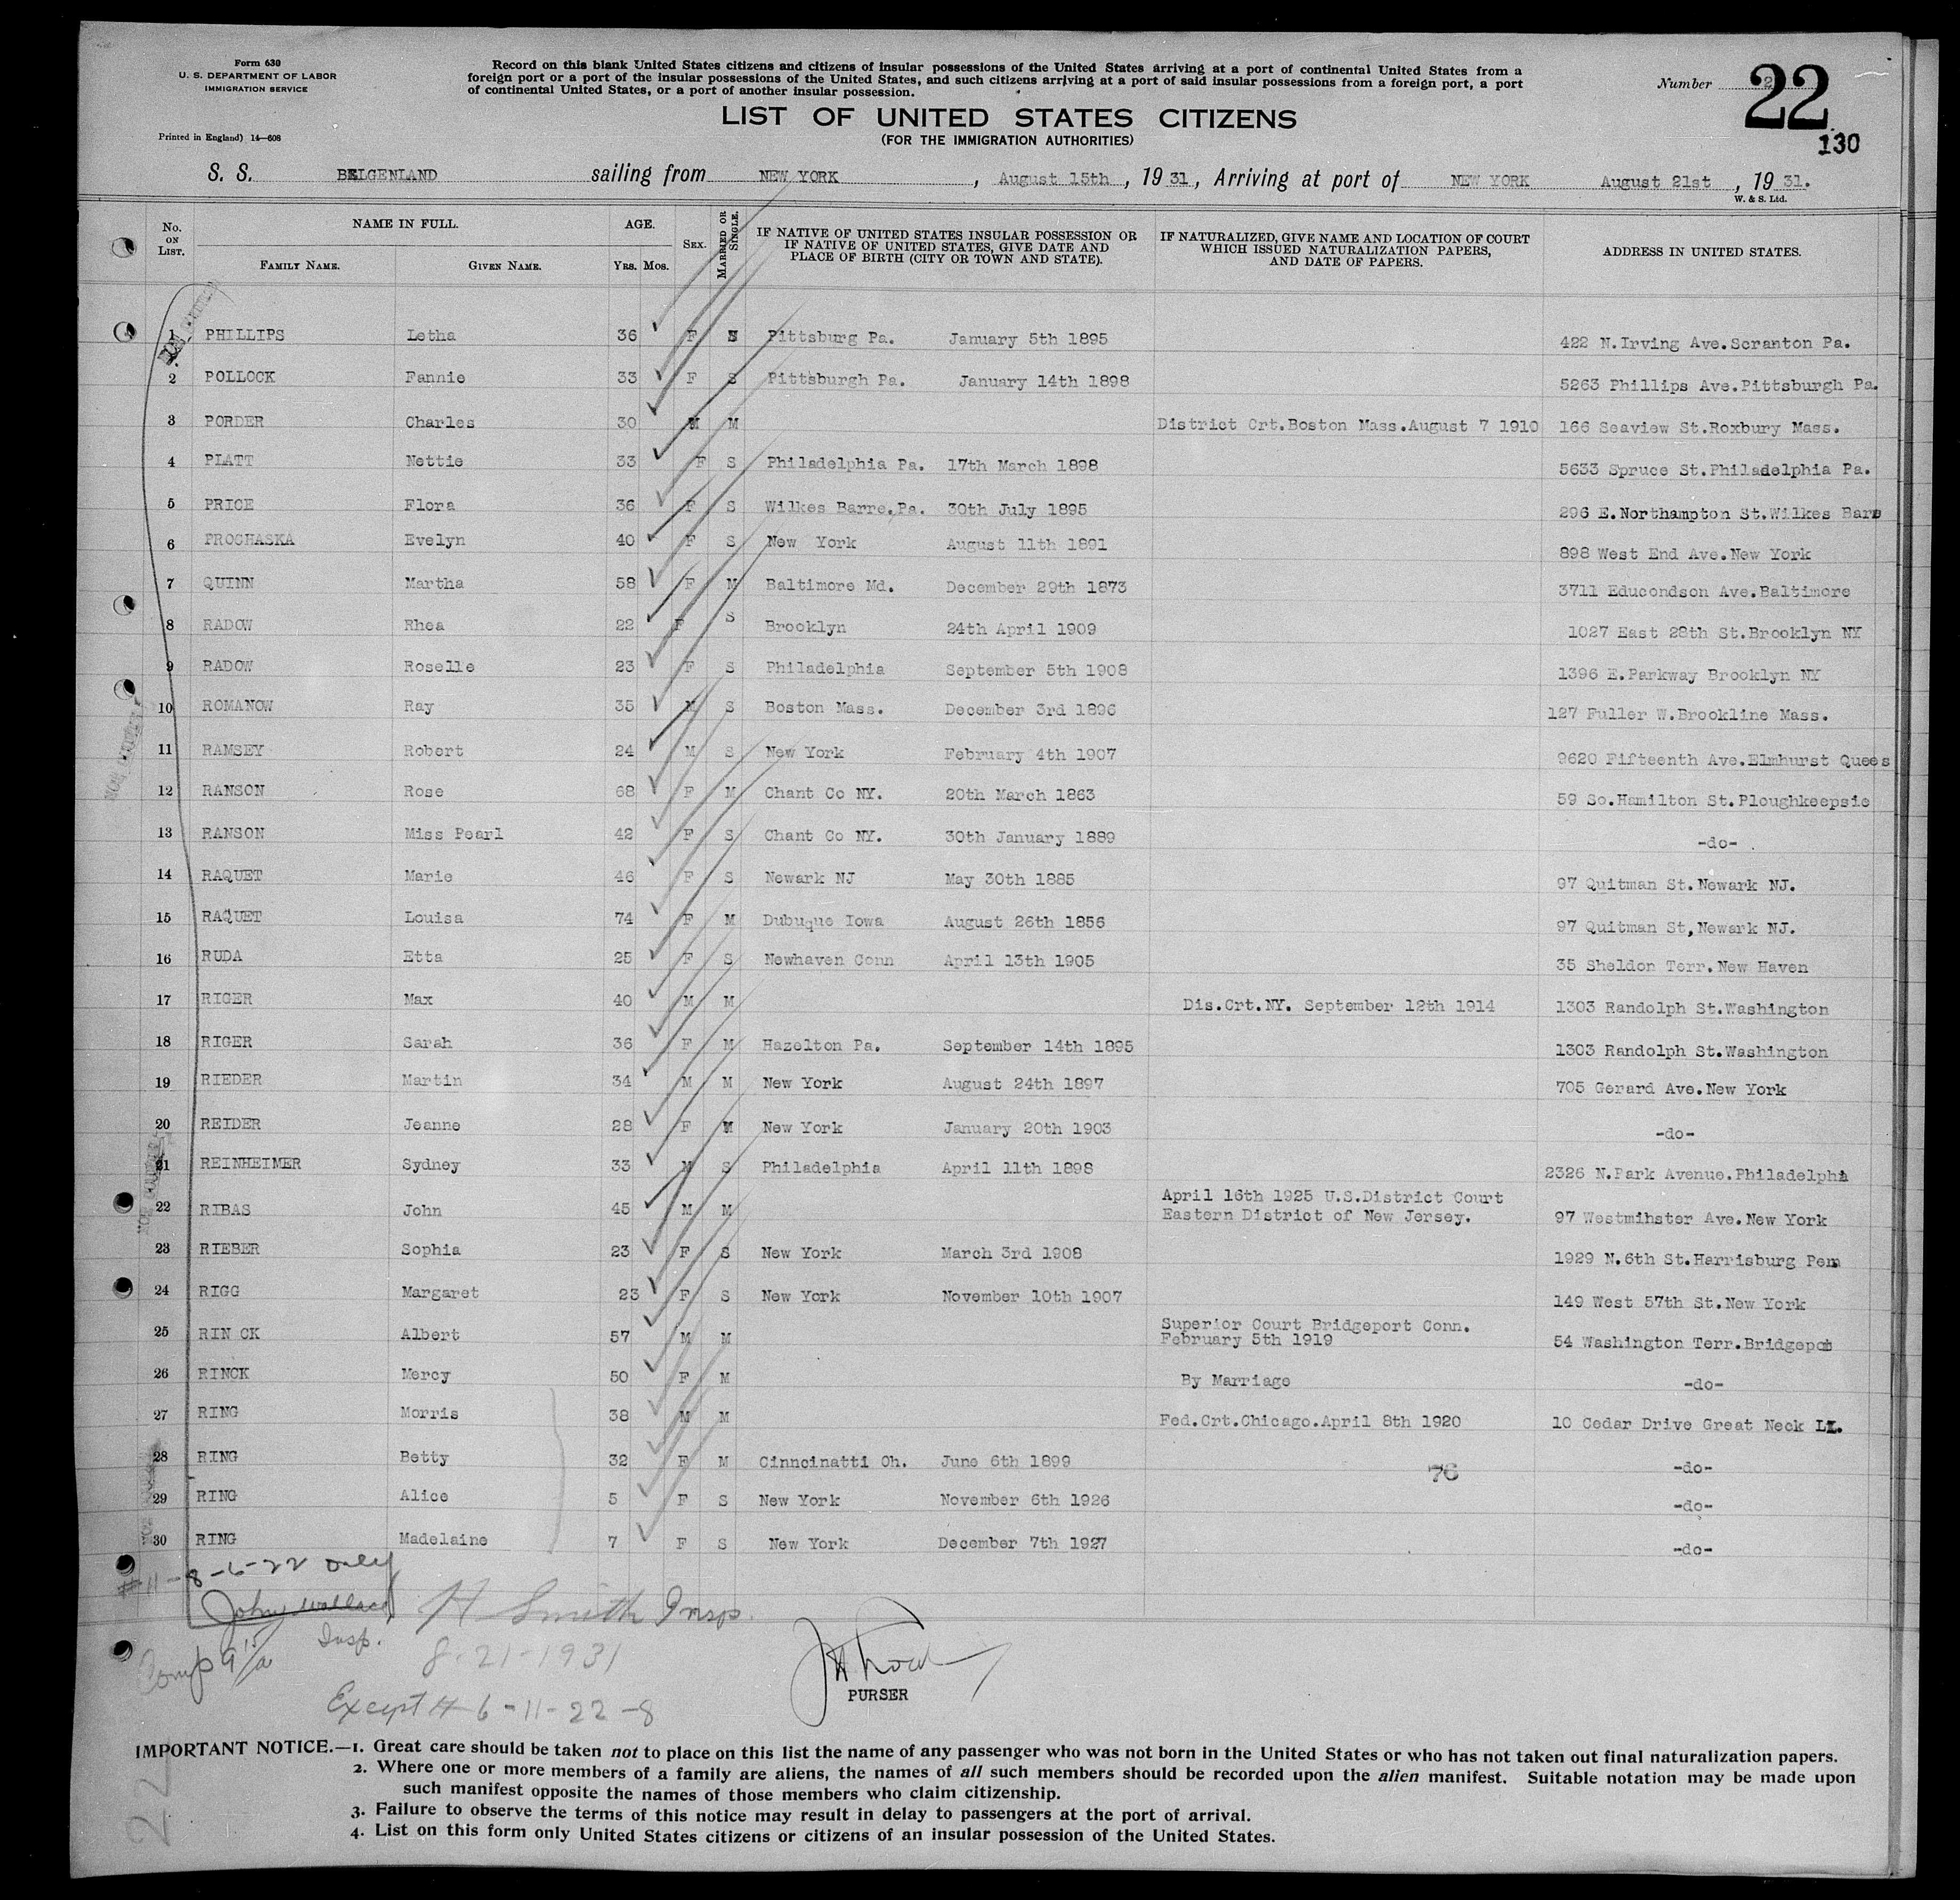 Form 630
U. S. DEPARTMENT OF LABOR
IMMIGRATION SERVICE
Printed in England) 14—608
Record on this blank United States citizens and citizens of insular possessions of the United States arriving at a port of continental United States from a
foreign port or a port of the insular possessions of the United States, and such citizens arriving at a port of said insular possessions from a foreign port, a port
of continental United States, or a port of another insular possession.
Number 22
130
LIST OF UNITED STATES CITIZENS
(FOR THE IMMIGRATION AUTHORITIES)
S. S. BELGENLAND sailing from NEW YORK, August 15th, 1931, Arriving at port of NEW YORK August 21st, 1931.
W. & S. Ltd.
No. ON LIST. NAME IN FULL. FAMILY NAME. GIVEN NAME. AGE. YRS. MOS. SEX. MARRIED OR SINGLE. IF NATIVE OF UNITED STATES INSULAR POSSESSION OR IF NATIVE OF UNITED STATES, GIVE DATE AND PLACE OF BIRTH (CITY OR TOWN AND STATE). IF NATURALIZED, GIVE NAME AND LOCATION OF COURT WHICH ISSUED NATURALIZATION PAPERS, AND DATE OF PAPERS. ADDRESS IN UNITED STATES.
1 PHILLIPS Letha 36 F S Pittsburg Pa. January 5th 1895 422 N.Irving Ave.Scranton Pa.
2 POLLOCK Fannie 33 F S Pittsburgh Pa. January 14th 1898 5263 Phillips Ave.Pittsburgh Pa.
3 PORDER Charles 30 M M District Crt.Boston Mass.August 7 1910 166 Seaview St.Roxbury Mass.
4 PLATT Nettie 33 F S Philadelphia Pa. 17th March 1898 5633 Spruce St.Philadelphia Pa.
5 PRICE Flora 36 F S Wilkes Barre.Pa. 30th July 1895 296 E.Northampton St.Wilkes Barre
6 PROCHASKA Evelyn 40 F S New York August 11th 1891 898 West End Ave.New York
7 QUINN Martha 58 F M Baltimore Md. December 29th 1873 3711 Educondson Ave.Baltimore
8 RADOW Rhea 22 F S Brooklyn 24th April 1909 1027 East 28th St.Brooklyn NY
9 RADOW Roselle 23 F S Philadelphia September 5th 1908 1396 E.Parkway Brooklyn NY
10 ROMANOW Ray 35 M S Boston Mass. December 3rd 1896 127 Fuller W.Brookline Mass.
11 RAMSEY Robert 24 M S New York February 4th 1907 9620 Fifteenth Ave.Elmhurst Quees
12 RANSON Rose 68 F M Chant Co NY. 20th March 1863 59 So.Hamilton St.Ploughkeepsie
13 RANSON Miss Pearl 42 F S Chant Co NY. 30th January 1889 -do-
14 RAQUET Marie 46 F S Newark NJ May 30th 1885 97 Quitman St.Newark NJ.
15 RAQUET Louisa 74 F M Dubuque Iowa August 26th 1856 97 Quitman St,Newark NJ.
16 RUDA Etta 25 F S Newhaven Conn April 13th 1905 35 Sheldon Terr.New Haven
17 RIGER Max 40 M M Dis.Crt.NY. September 12th 1914 1303 Randolph St.Washington
18 RIGER Sarah 36 F M Hazelton Pa. September 14th 1895 1303 Randolph St.Washington
19 RIEDER Martin 34 M M New York August 24th 1897 705 Gerard Ave.New York
20 REIDER Jeanne 28 F M New York January 20th 1903 -do-
21 REINHEIMER Sydney 33 M S Philadelphia April 11th 1898 2326 N.Park Avenue.Philadelphia
22 RIBAS John 45 M M April 16th 1925 U.S.District Court
Eastern District of New Jersey. 97 Westminster Ave.New York
23 RIEBER Sophia 23 F S New York March 3rd 1908 1929 N.6th St.Harrisburg Penn
24 RIGG Margaret 23 F S New York November 10th 1907 149 West 57th St.New York
25 RIN CK Albert 57 M M Superior Court Bridgeport Conn.
February 5th 1919 54 Washington Terr.Bridgepot
26 RINCK Mercy 50 F M By Marriage -do-
27 RING Morris 38 M M Fed.Crt.Chicago.April 8th 1920 10 Cedar Drive Great Neck LI.
28 RING Betty 32 F M Cinncinatti Oh. June 6th 1899 -do-
76
29 RING Alice 5 F S New York November 6th 1926 -do-
30 RING Madelaine 7 F S New York December 7th 1927 -do-
#11-8-6-22 only
John Wallace
Insp.
H Smith Insp.
8-21-1931
Except # 6-11-22-8
PURSER
22
IMPORTANT NOTICE.—1. Great care should be taken not to place on this list the name of any passenger who was not born in the United States or who has not taken out final naturalization papers.
2. Where one or more members of a family are aliens, the names of all such members should be recorded upon the alien manifest. Suitable notation may be made upon
such manifest opposite the names of those members who claim citizenship.
3. Failure to observe the terms of this notice may result in delay to passengers at the port of arrival.
4. List on this form only United States citizens or citizens of an insular possession of the United States.